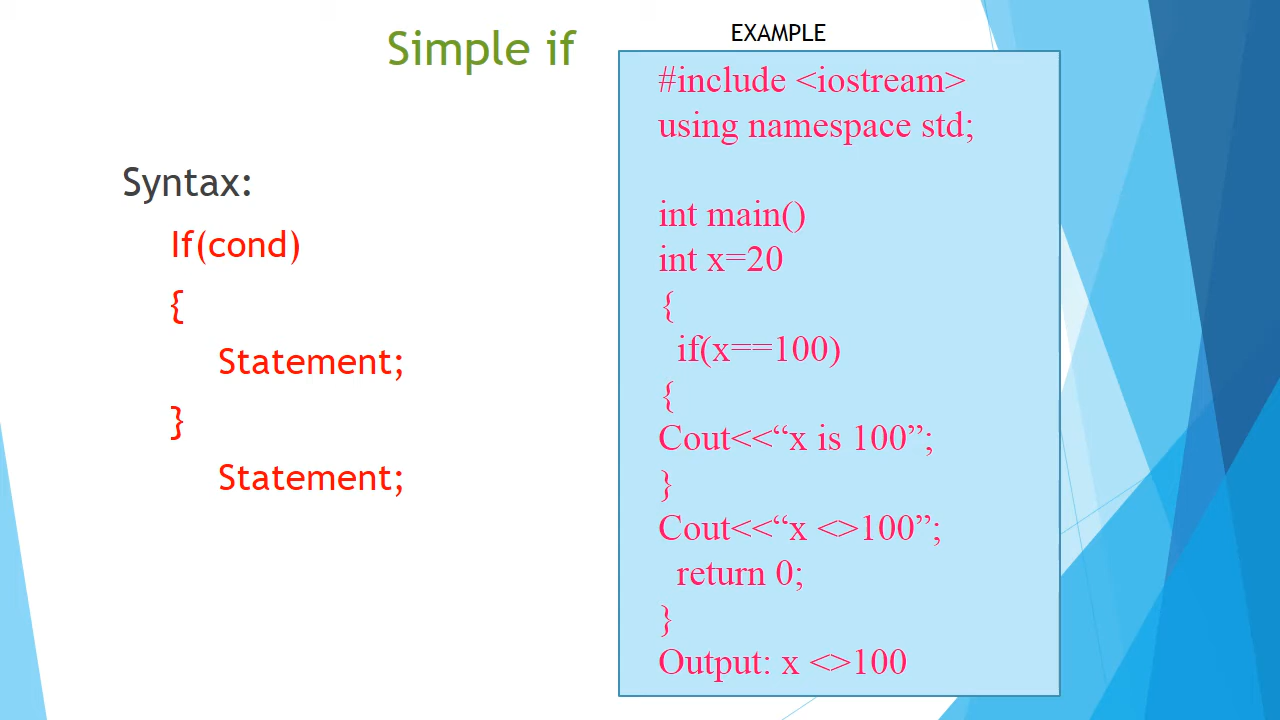 Simple if
Syntax:
If(cond)
{
Statement;
}
Statement;
EXAMPLE
#include <iostream>
using namespace std;
int main()
int x=20
{
if(x==100)
{
Cout<<“x is 100”;
}
Cout<<“x <>100”;
return 0;
}
Output: x <>100